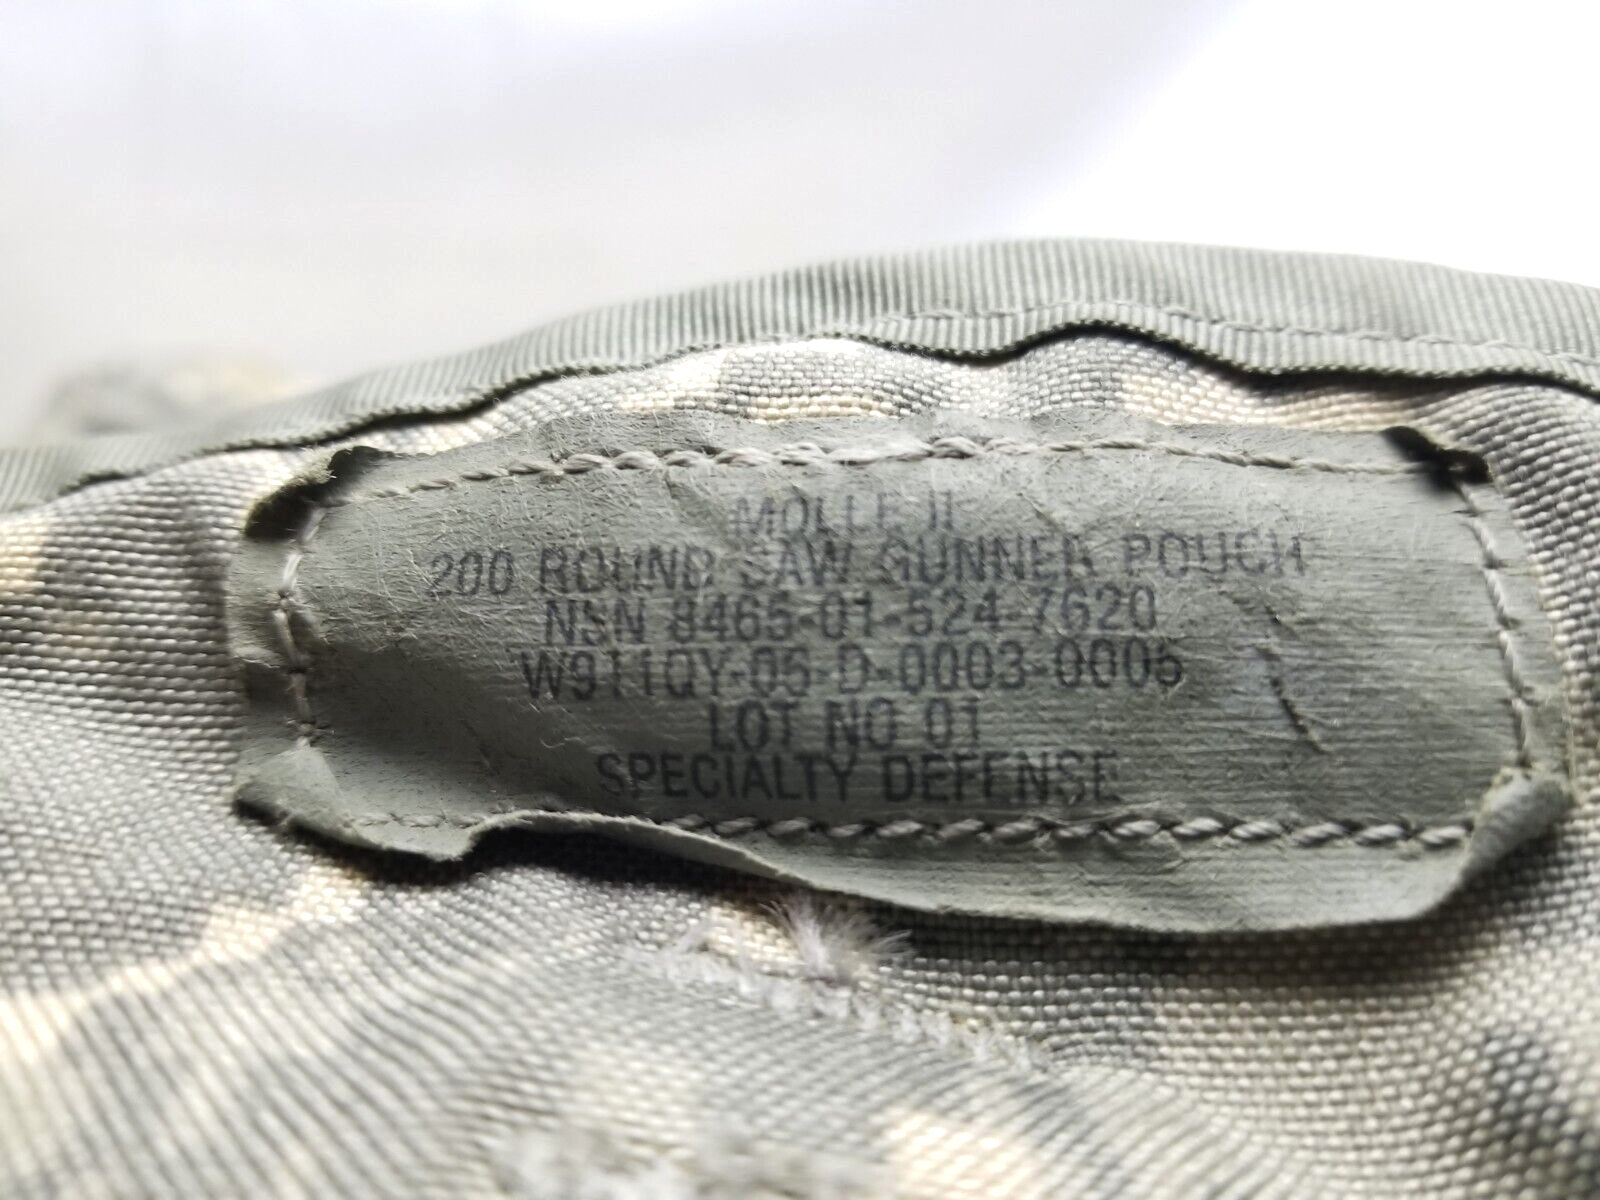 MOLLE II
200 ROUND SAW GUNNER POUCH
NSN 8465-01-524-7620
W911QY-05-D-0003-0005
LOT NO 01
SPECIALTY DEFENSE